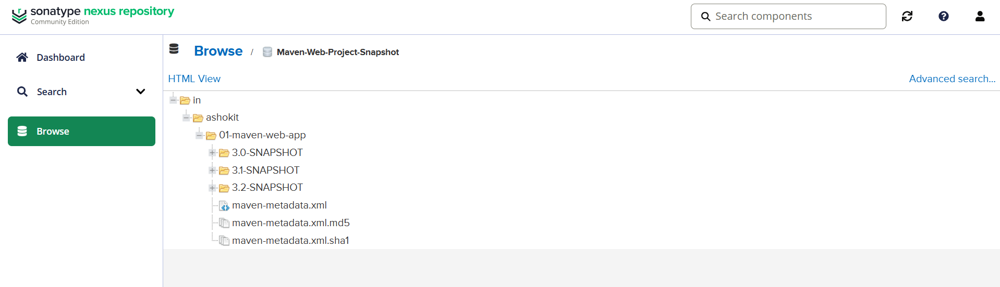 sonatype nexus repository
Community Edition
Search components
Dashboard
Search
Browse
Browse / Maven-Web-Project-Snapshot
HTML View
Advanced search...
in
ashokit
01-maven-web-app
3.0-SNAPSHOT
3.1-SNAPSHOT
3.2-SNAPSHOT
maven-metadata.xml
maven-metadata.xml.md5
maven-metadata.xml.sha1